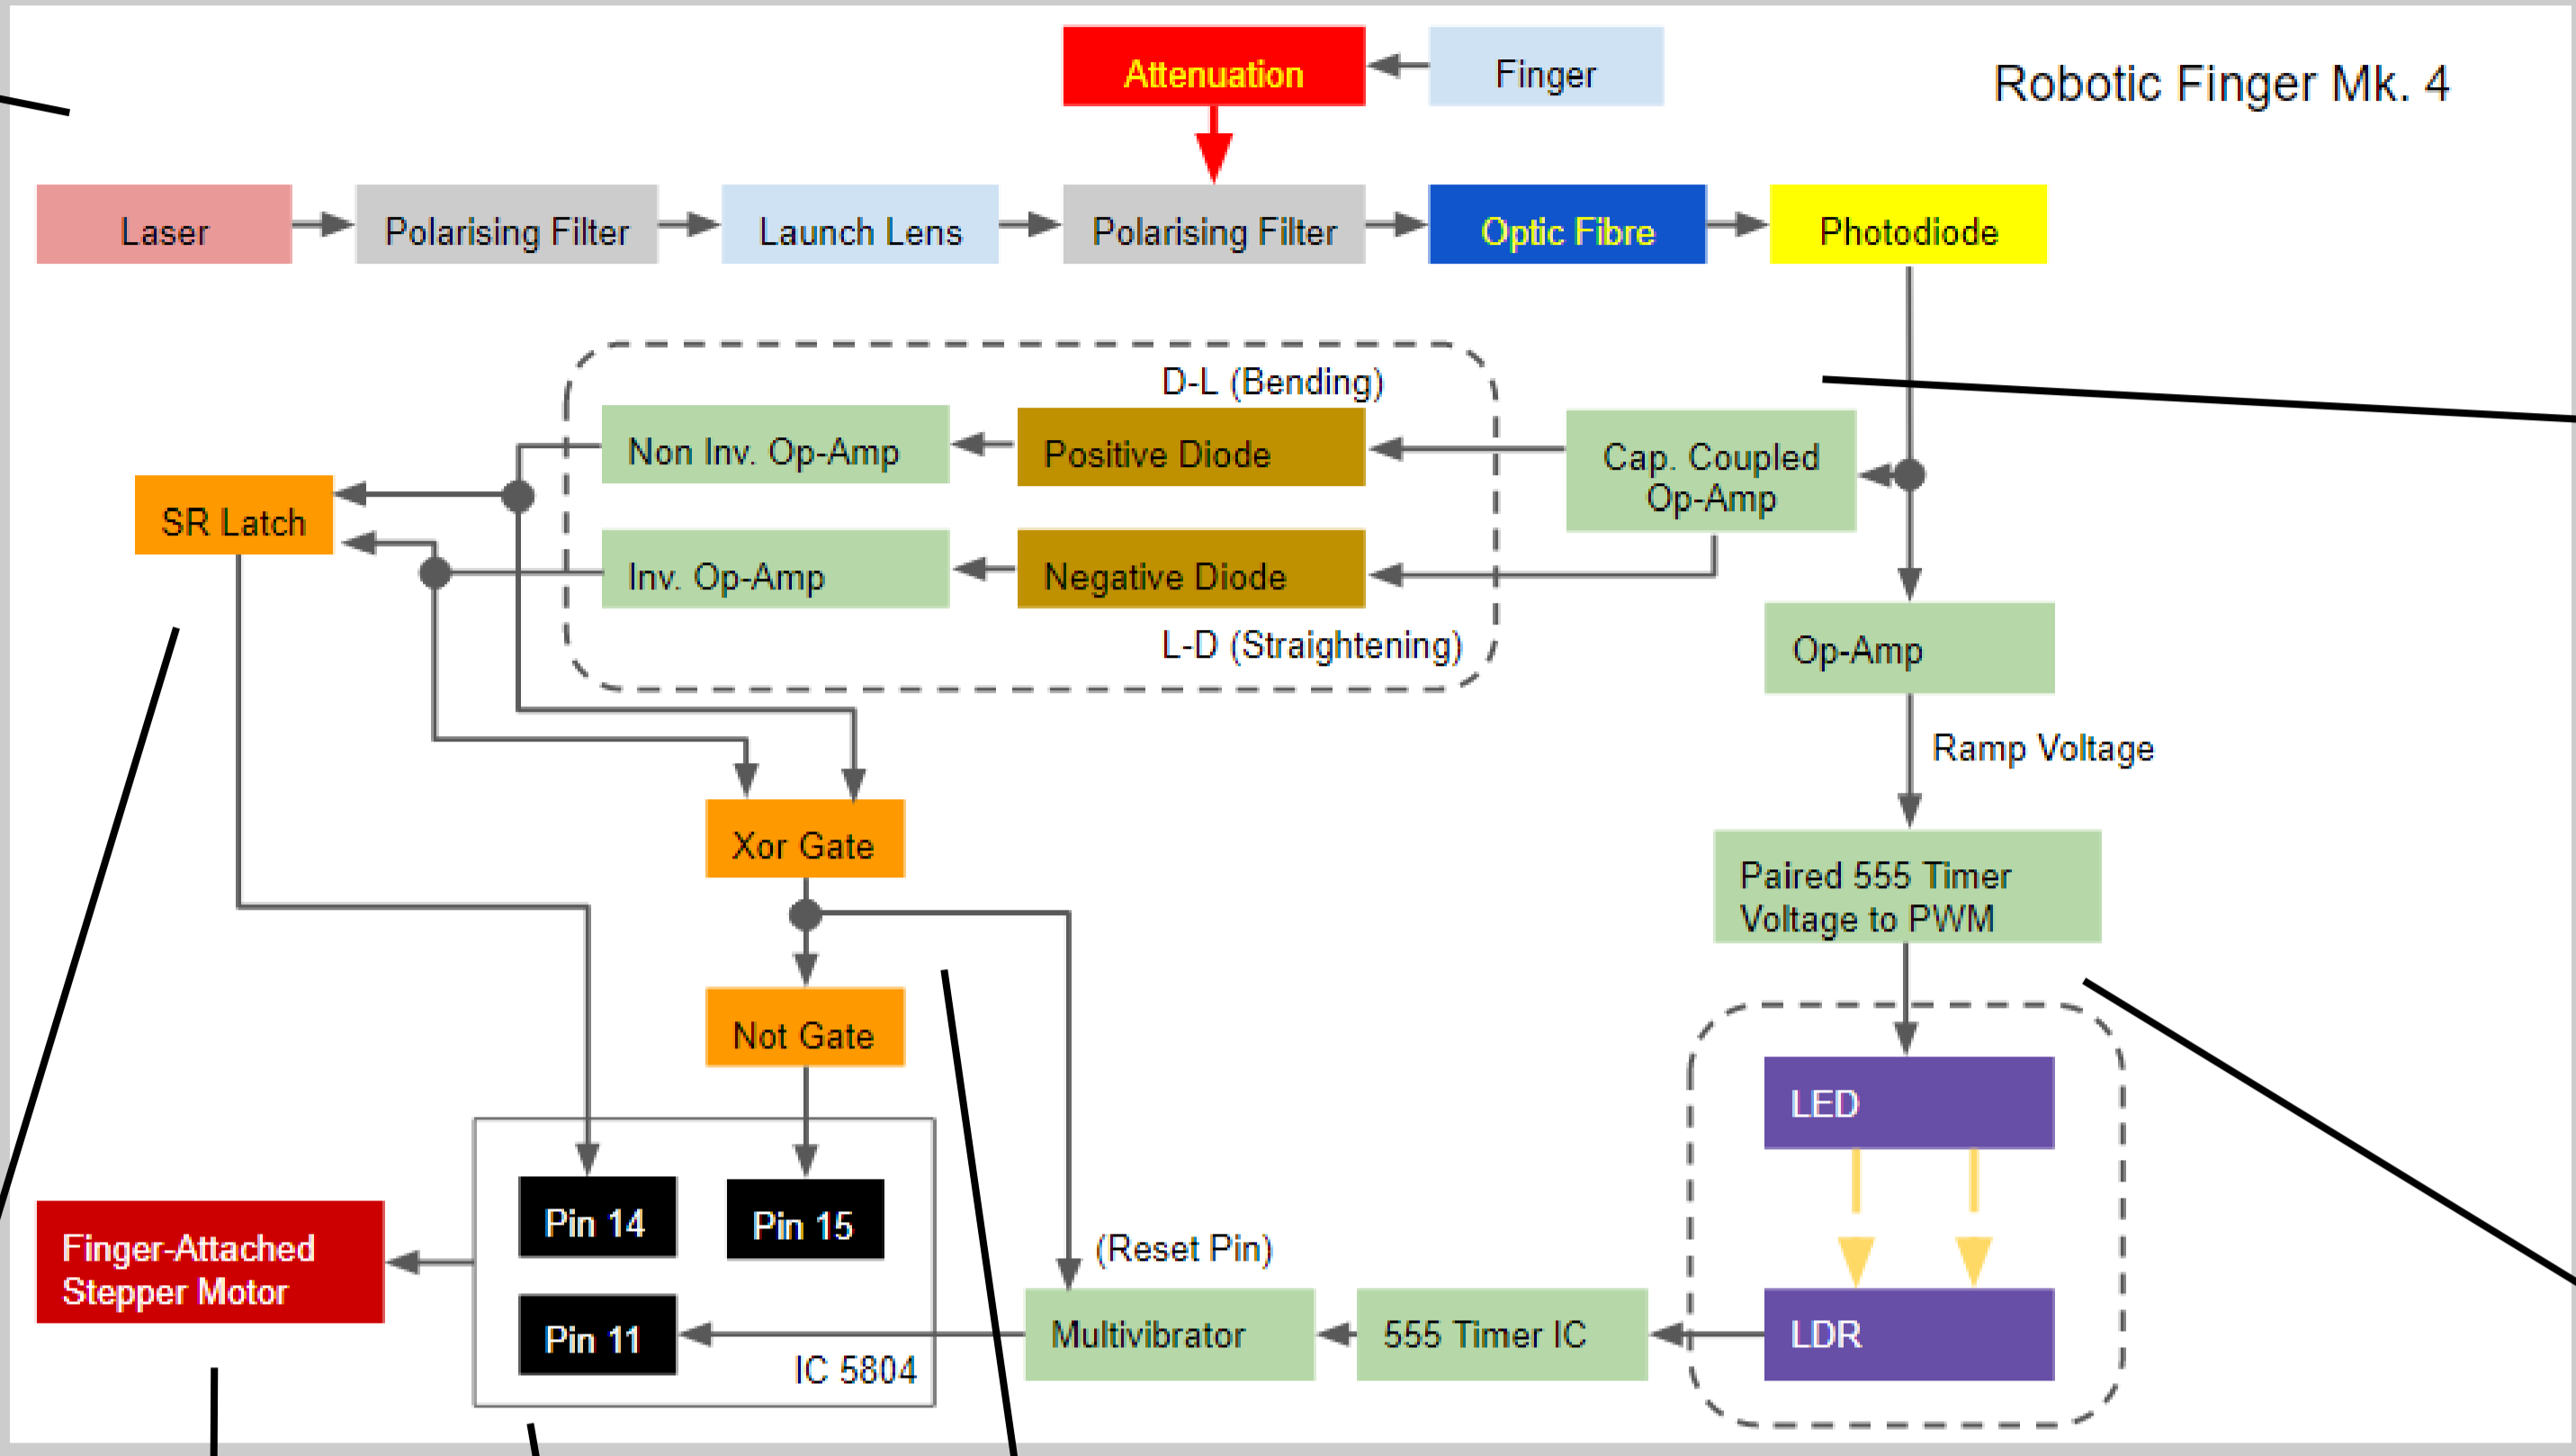 Attenuation
Finger
Robotic Finger Mk. 4
Laser
Polarising Filter
Launch Lens
Polarising Filter
Optic Fibre
Photodiode
D-L (Bending)
Non Inv. Op-Amp
Positive Diode
Cap. Coupled
Op-Amp
SR Latch
Inv. Op-Amp
Negative Diode
L-D (Straightening)
Op-Amp
Ramp Voltage
Xor Gate
Paired 555 Timer
Voltage to PWM
Not Gate
LED
Pin 14
Pin 15
Finger-Attached
Stepper Motor
(Reset Pin)
Pin 11
IC 5804
Multivibrator
555 Timer IC
LDR